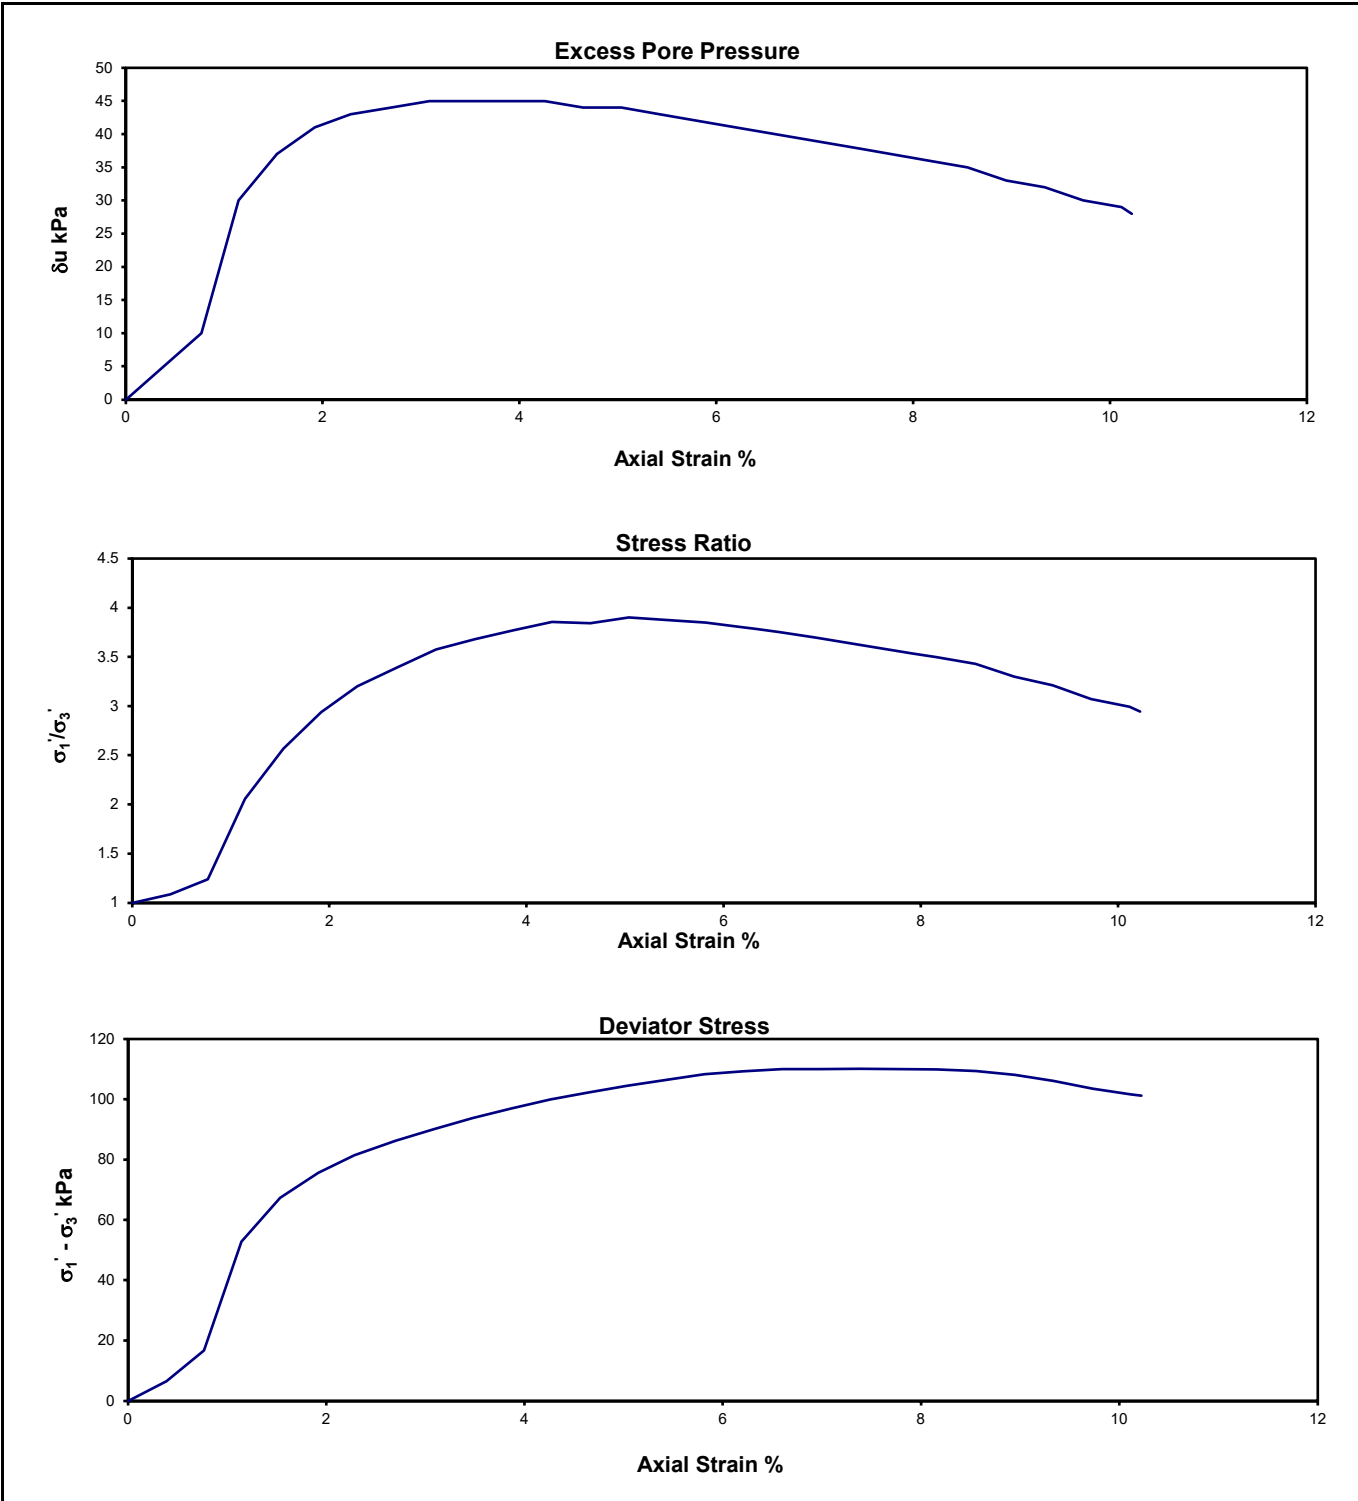 Excess Pore Pressure
50
45
40
35
30
25
20
15
10
5
0
δu kPa
0 2 4 6 8 10 12
Axial Strain %
Stress Ratio
4.5
4
3.5
3
2.5
2
1.5
1
σ₁'/σ₃'
0 2 4 6 8 10 12
Axial Strain %
Deviator Stress
120
100
80
60
40
20
0
σ₁' - σ₃' kPa
0 2 4 6 8 10 12
Axial Strain %